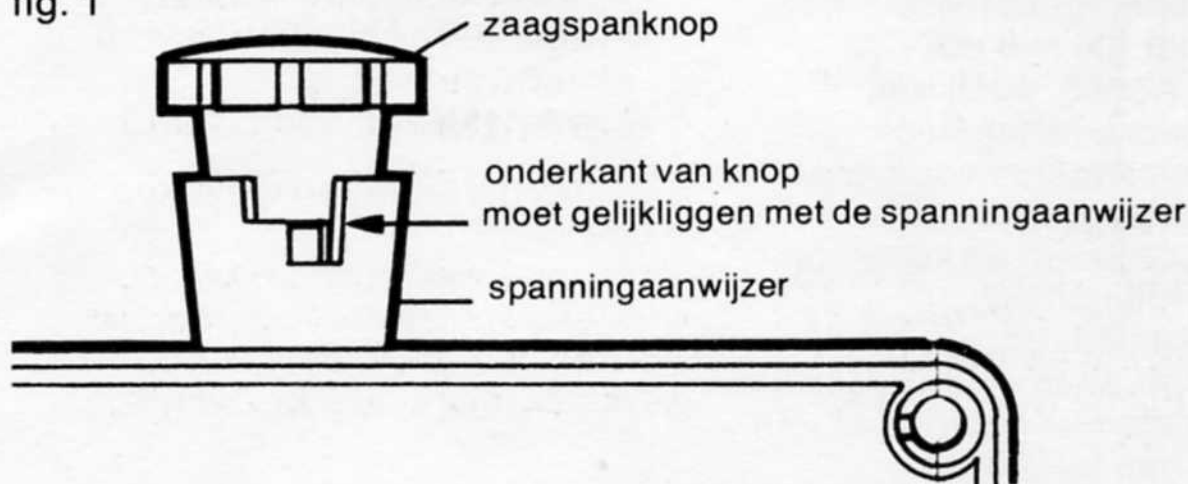 fig. 1
zaagspanknop
onderkant van knop
moet gelijkliggen met de spanningaanwijzer
spanningaanwijzer